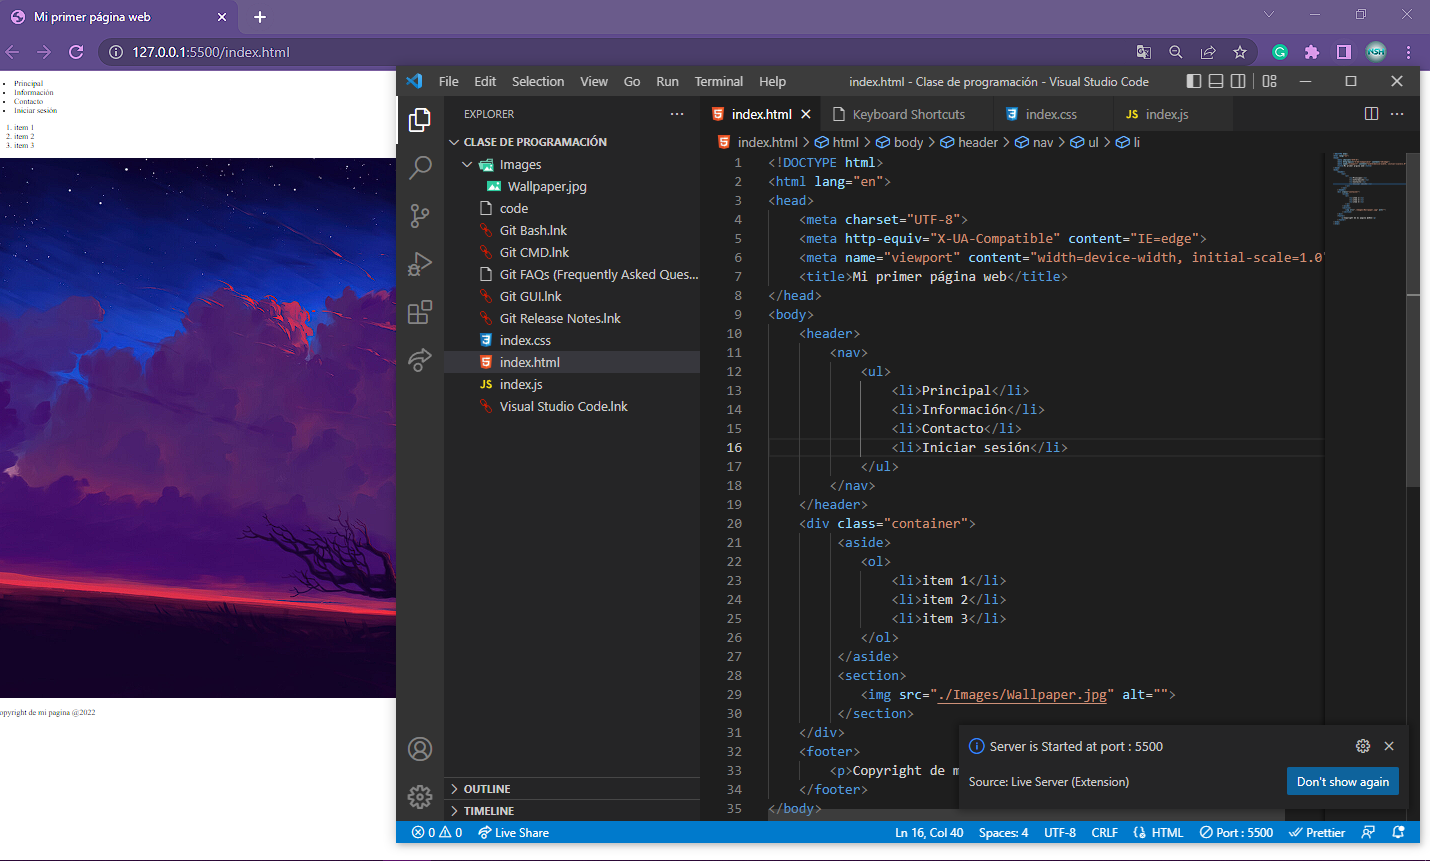 Mi primer página web
127.0.0.1:5500/index.html
Principal
Información
Contacto
Iniciar sesión
1. item 1
2. item 2
3. item 3
opyright de mi pagina @2022
File Edit Selection View Go Run Terminal Help
index.html - Clase de programación - Visual Studio Code
EXPLORER
CLASE DE PROGRAMACIÓN
Images
Wallpaper.jpg
code
Git Bash.lnk
Git CMD.lnk
Git FAQs (Frequently Asked Ques...
Git GUI.lnk
Git Release Notes.lnk
index.css
index.html
JS index.js
Visual Studio Code.lnk
OUTLINE
TIMELINE
index.html Keyboard Shortcuts index.css JS index.js
index.html > html > body > header > nav > ul > li
1 <!DOCTYPE html>
2 <html lang="en">
3 <head>
4 <meta charset="UTF-8">
5 <meta http-equiv="X-UA-Compatible" content="IE=edge">
6 <meta name="viewport" content="width=device-width, initial-scale=1.0"
7 <title>Mi primer página web</title>
8 </head>
9 <body>
10 <header>
11 <nav>
12 <ul>
13 <li>Principal</li>
14 <li>Información</li>
15 <li>Contacto</li>
16 <li>Iniciar sesión</li>
17 </ul>
18 </nav>
19 </header>
20 <div class="container">
21 <aside>
22 <ol>
23 <li>item 1</li>
24 <li>item 2</li>
25 <li>item 3</li>
26 </ol>
27 </aside>
28 <section>
29 <img src="./Images/Wallpaper.jpg" alt="">
30 </section>
31 </div>
32 <footer>
33 <p>Copyright de m
34 </footer>
35 </body>
Server is Started at port : 5500
Source: Live Server (Extension)
Don't show again
0 0 Live Share
Ln 16, Col 40 Spaces: 4 UTF-8 CRLF HTML Port : 5500 Prettier